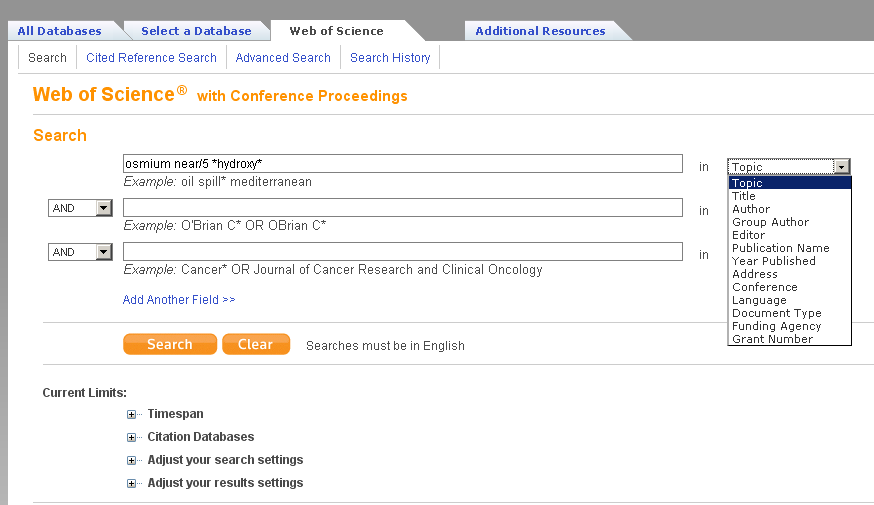 All Databases Select a Database Web of Science Additional Resources
Search Cited Reference Search Advanced Search Search History
Web of Science® with Conference Proceedings
Search
osmium near/5 *hydroxy* in Topic
Example: oil spill* mediterranean
AND in
Example: O'Brian C* OR OBrian C*
AND in
Example: Cancer* OR Journal of Cancer Research and Clinical Oncology
Topic
Title
Author
Group Author
Editor
Publication Name
Year Published
Address
Conference
Language
Document Type
Funding Agency
Grant Number
Add Another Field >>
Search Clear Searches must be in English
Current Limits:
Timespan
Citation Databases
Adjust your search settings
Adjust your results settings